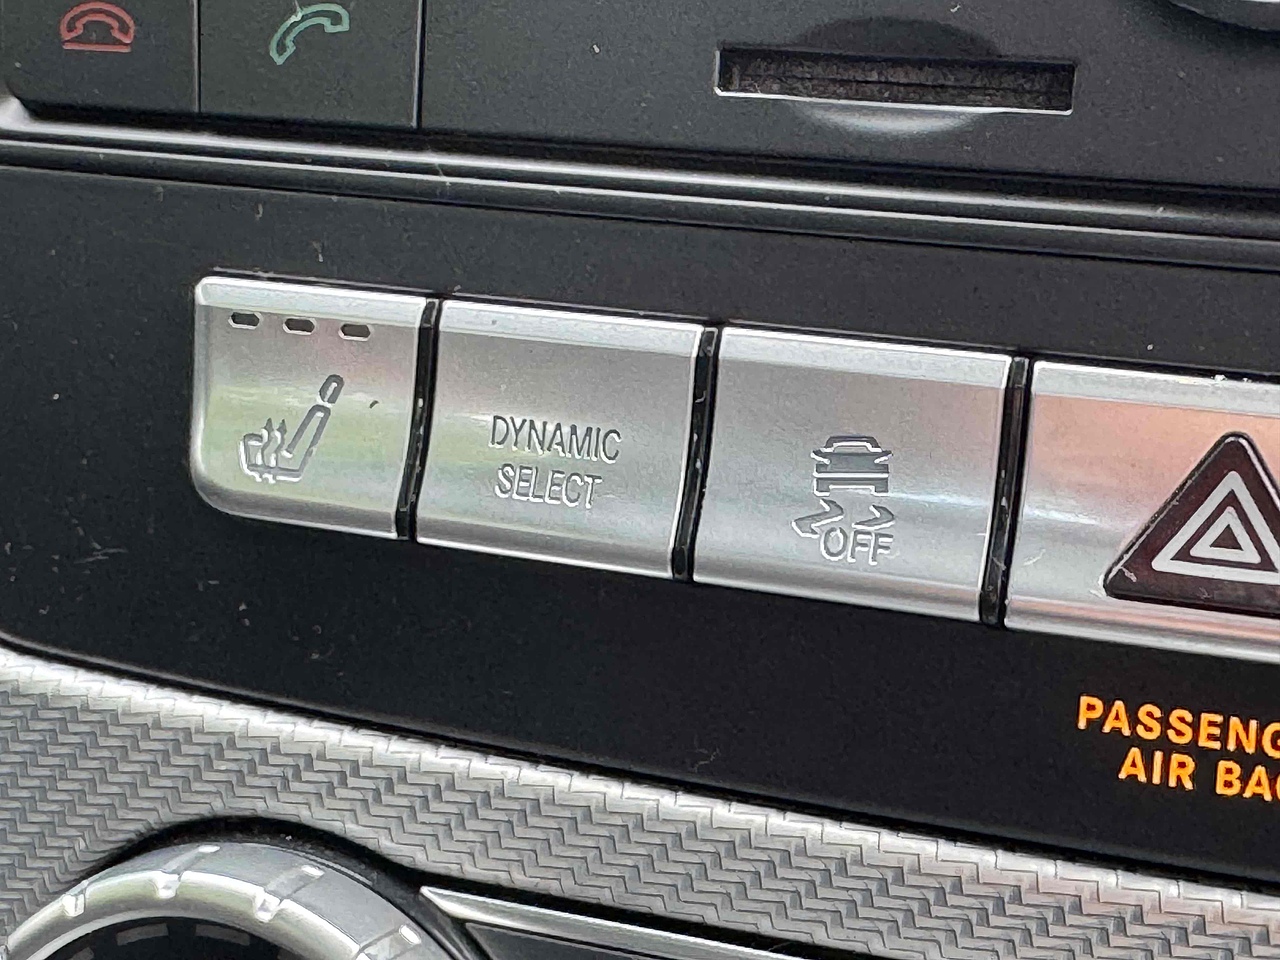 DYNAMIC
SELECT
OFF
PASSENG
AIR BAG